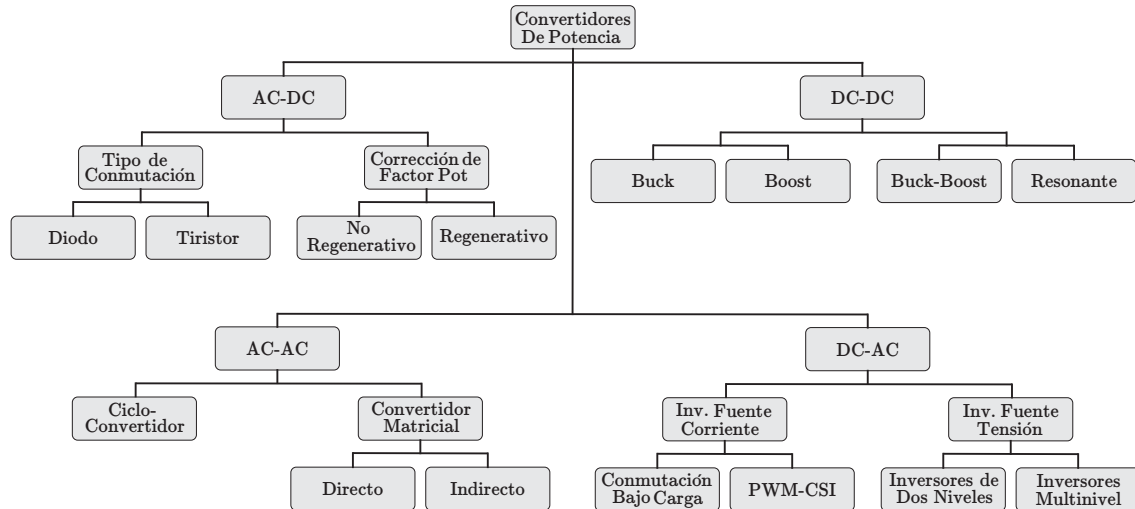 Convertidores
De Potencia
AC-DC
DC-DC
Tipo de
Conmutación
Corrección de
Factor Pot
Buck
Boost
Buck-Boost
Resonante
Diodo
Tiristor
No
Regenerativo
Regenerativo
AC-AC
DC-AC
Ciclo-
Convertidor
Convertidor
Matricial
Inv. Fuente
Corriente
Inv. Fuente
Tensión
Directo
Indirecto
Conmutación
Bajo Carga
PWM-CSI
Inversores de
Dos Niveles
Inversores
Multinivel